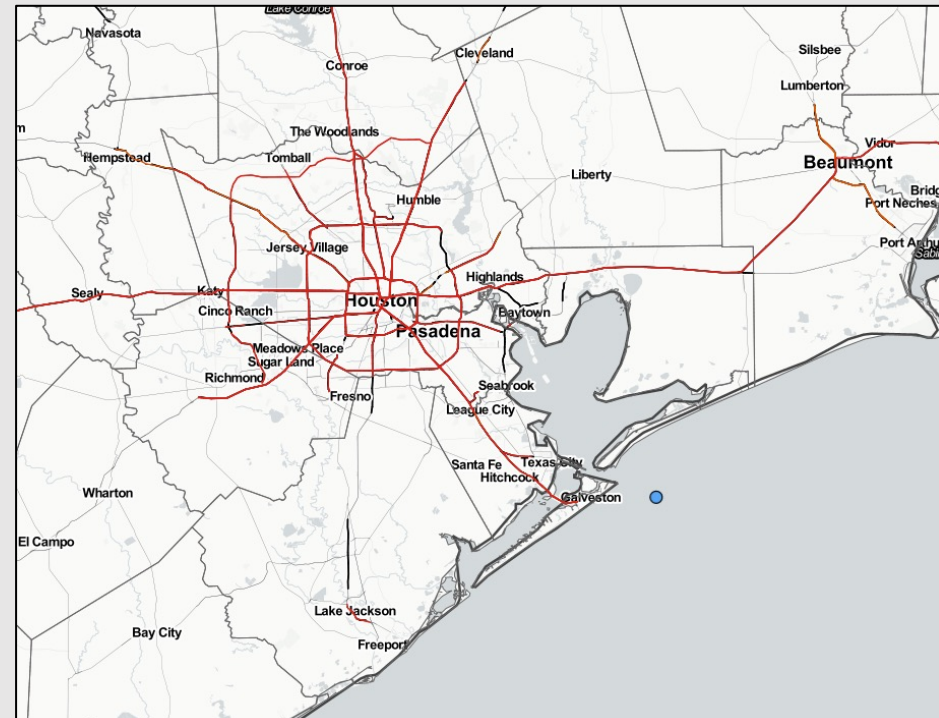 Lake Conroe
Navasota
Cleveland
Silsbee
Conroe
Lumberton
The Woodlands
Hempstead
Tomball
Vidor
Beaumont
Liberty
Humble
Port Neches
Jersey Village
Highlands
Sealy
Katy
Houston
Cinco Ranch
Baytown
Pasadena
Meadows Place
Sugar Land
Richmond
Seabrook
Fresno
League City
Santa Fe
Texas City
Hitchcock
Wharton
Galveston
El Campo
Lake Jackson
Bay City
Freeport